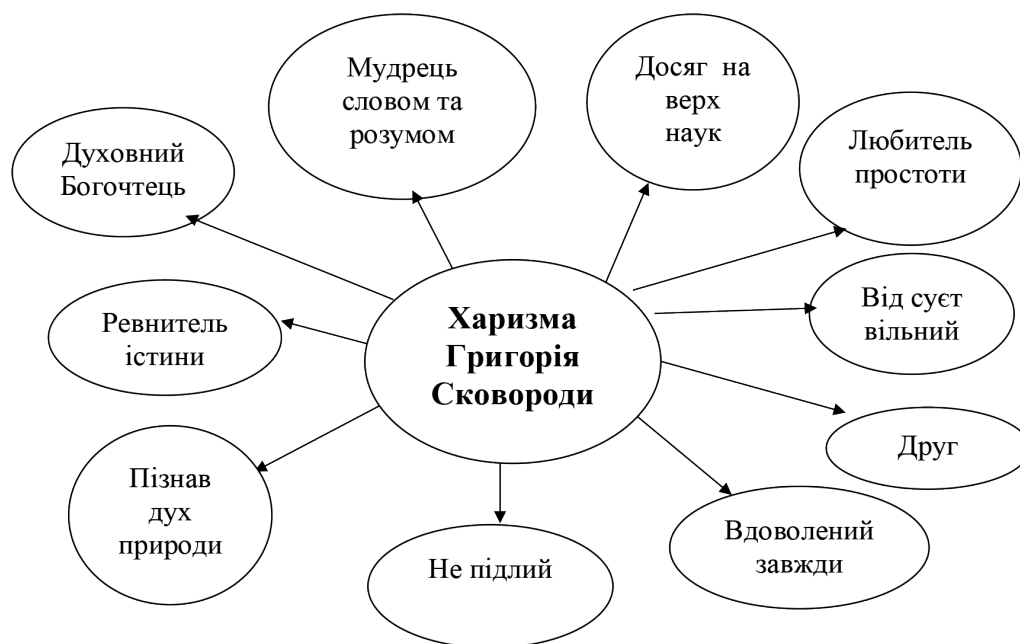 Мудрець
словом та
розумом
Досяг на
верх
наук
Духовний
Богочтець
Любитель
простоти
Ревнитель
істини
Харизма
Григорія
Сковороди
Від суєт
вільний
Пізнав
дух
природи
Друг
Не підлий
Вдоволений
завжди